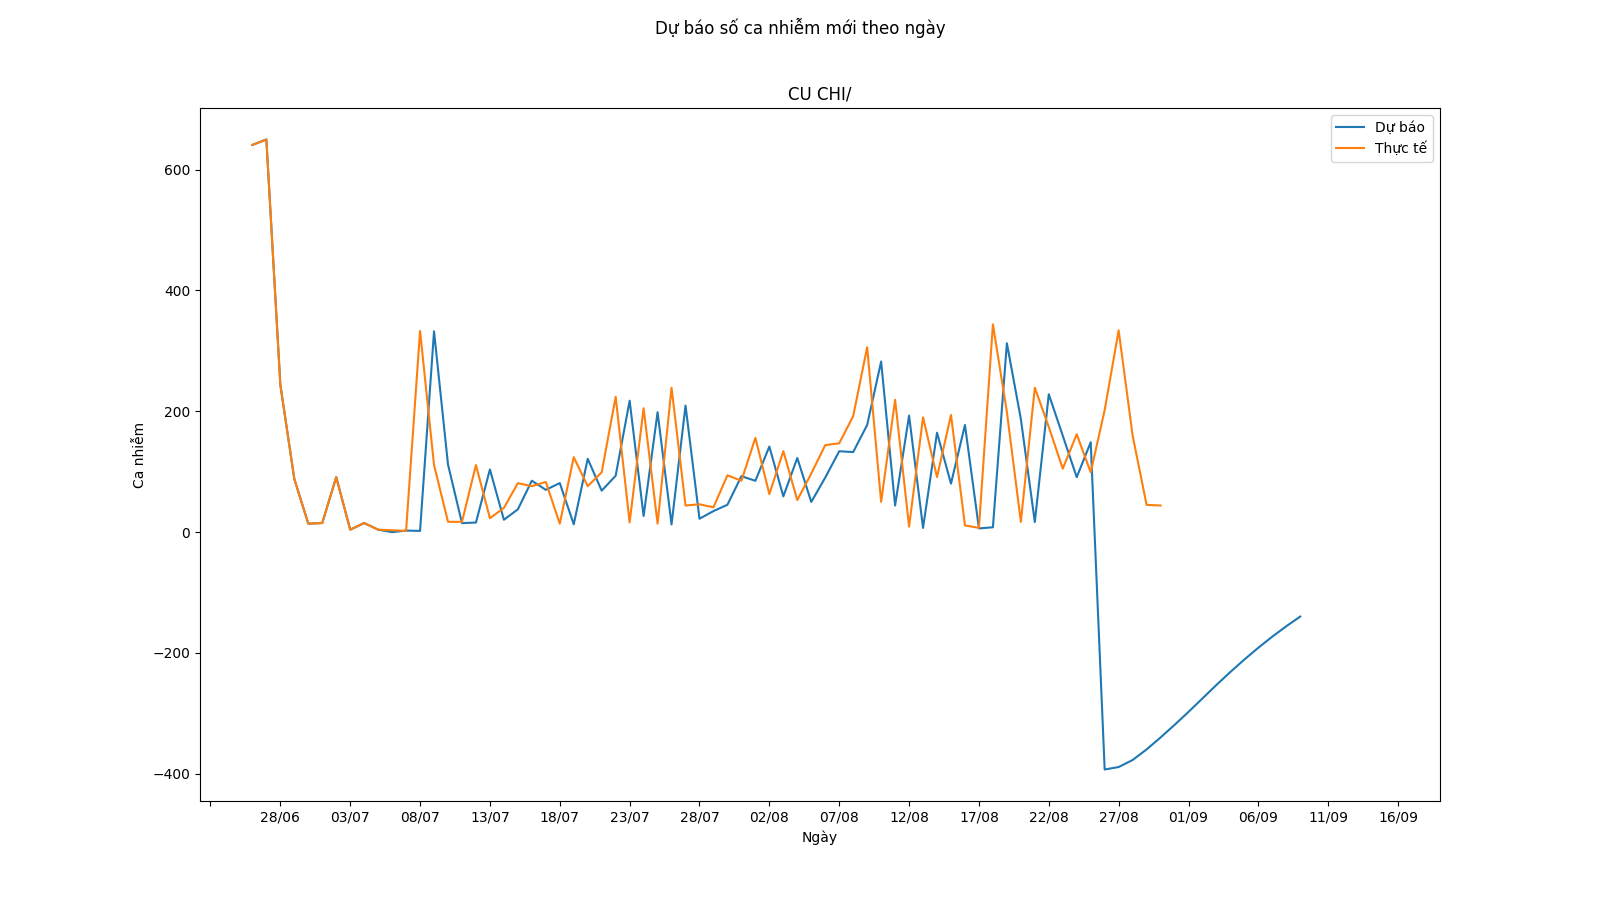 Dự báo số ca nhiễm mới theo ngày
CU CHI/
Dự báo
Thực tế
600
400
200
0
−200
−400
Ca nhiễm
28/06 03/07 08/07 13/07 18/07 23/07 28/07 02/08 07/08 12/08 17/08 22/08 27/08 01/09 06/09 11/09 16/09
Ngày